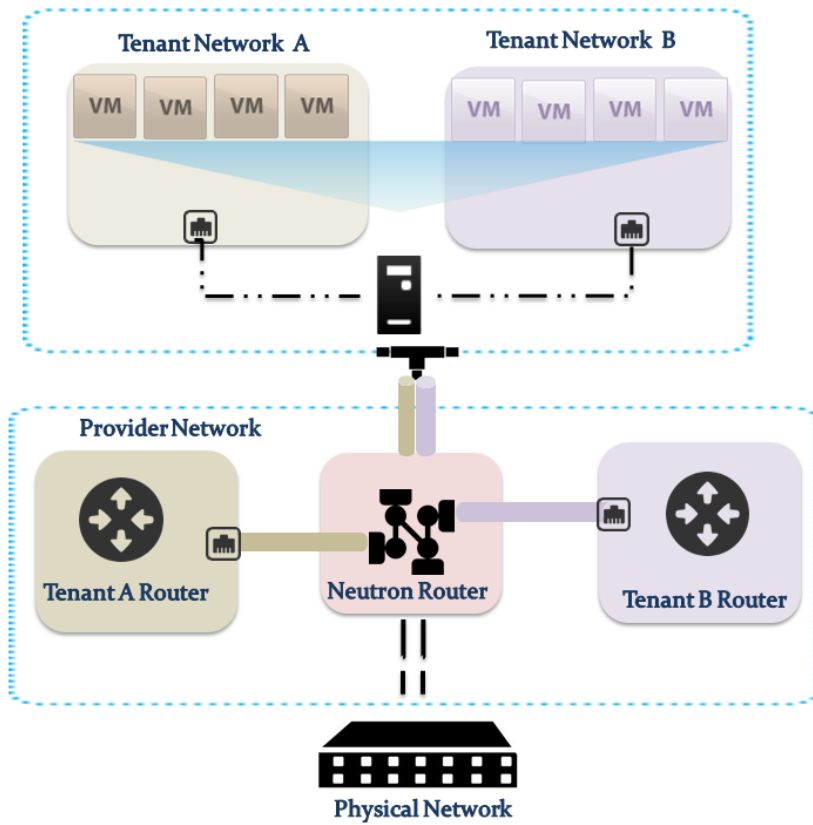 Tenant Network A
Tenant Network B
VM VM VM VM
VM VM VM VM
Provider Network
Tenant A Router
Neutron Router
Tenant B Router
Physical Network